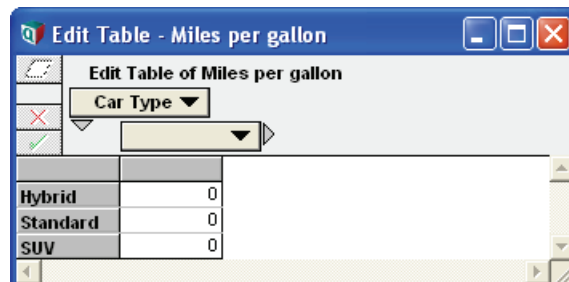 Edit Table - Miles per gallon
Edit Table of Miles per gallon
Car Type
Hybrid 0
Standard 0
SUV 0